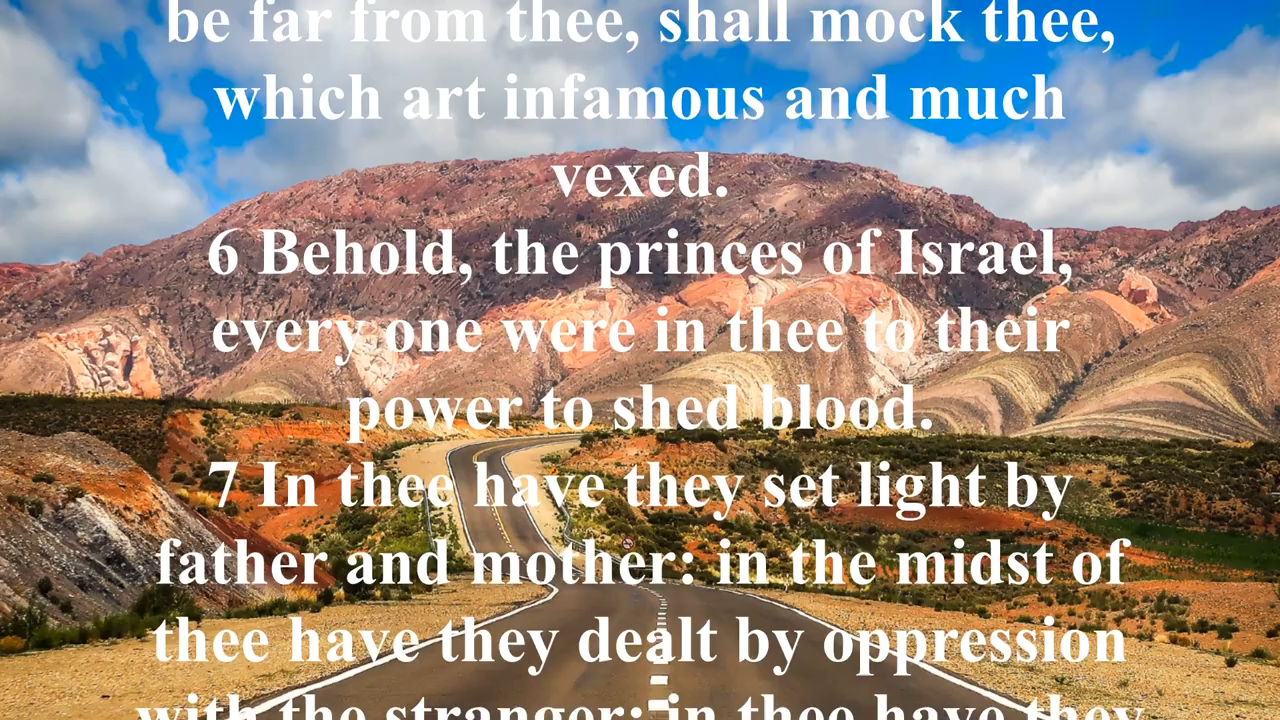 be far from thee, shall mock thee,
which art infamous and much
vexed.
6 Behold, the princes of Israel,
every one were in thee to their
power to shed blood.
7 In thee have they set light by
father and mother: in the midst of
thee have they dealt by oppression
with the stranger: in thee have they